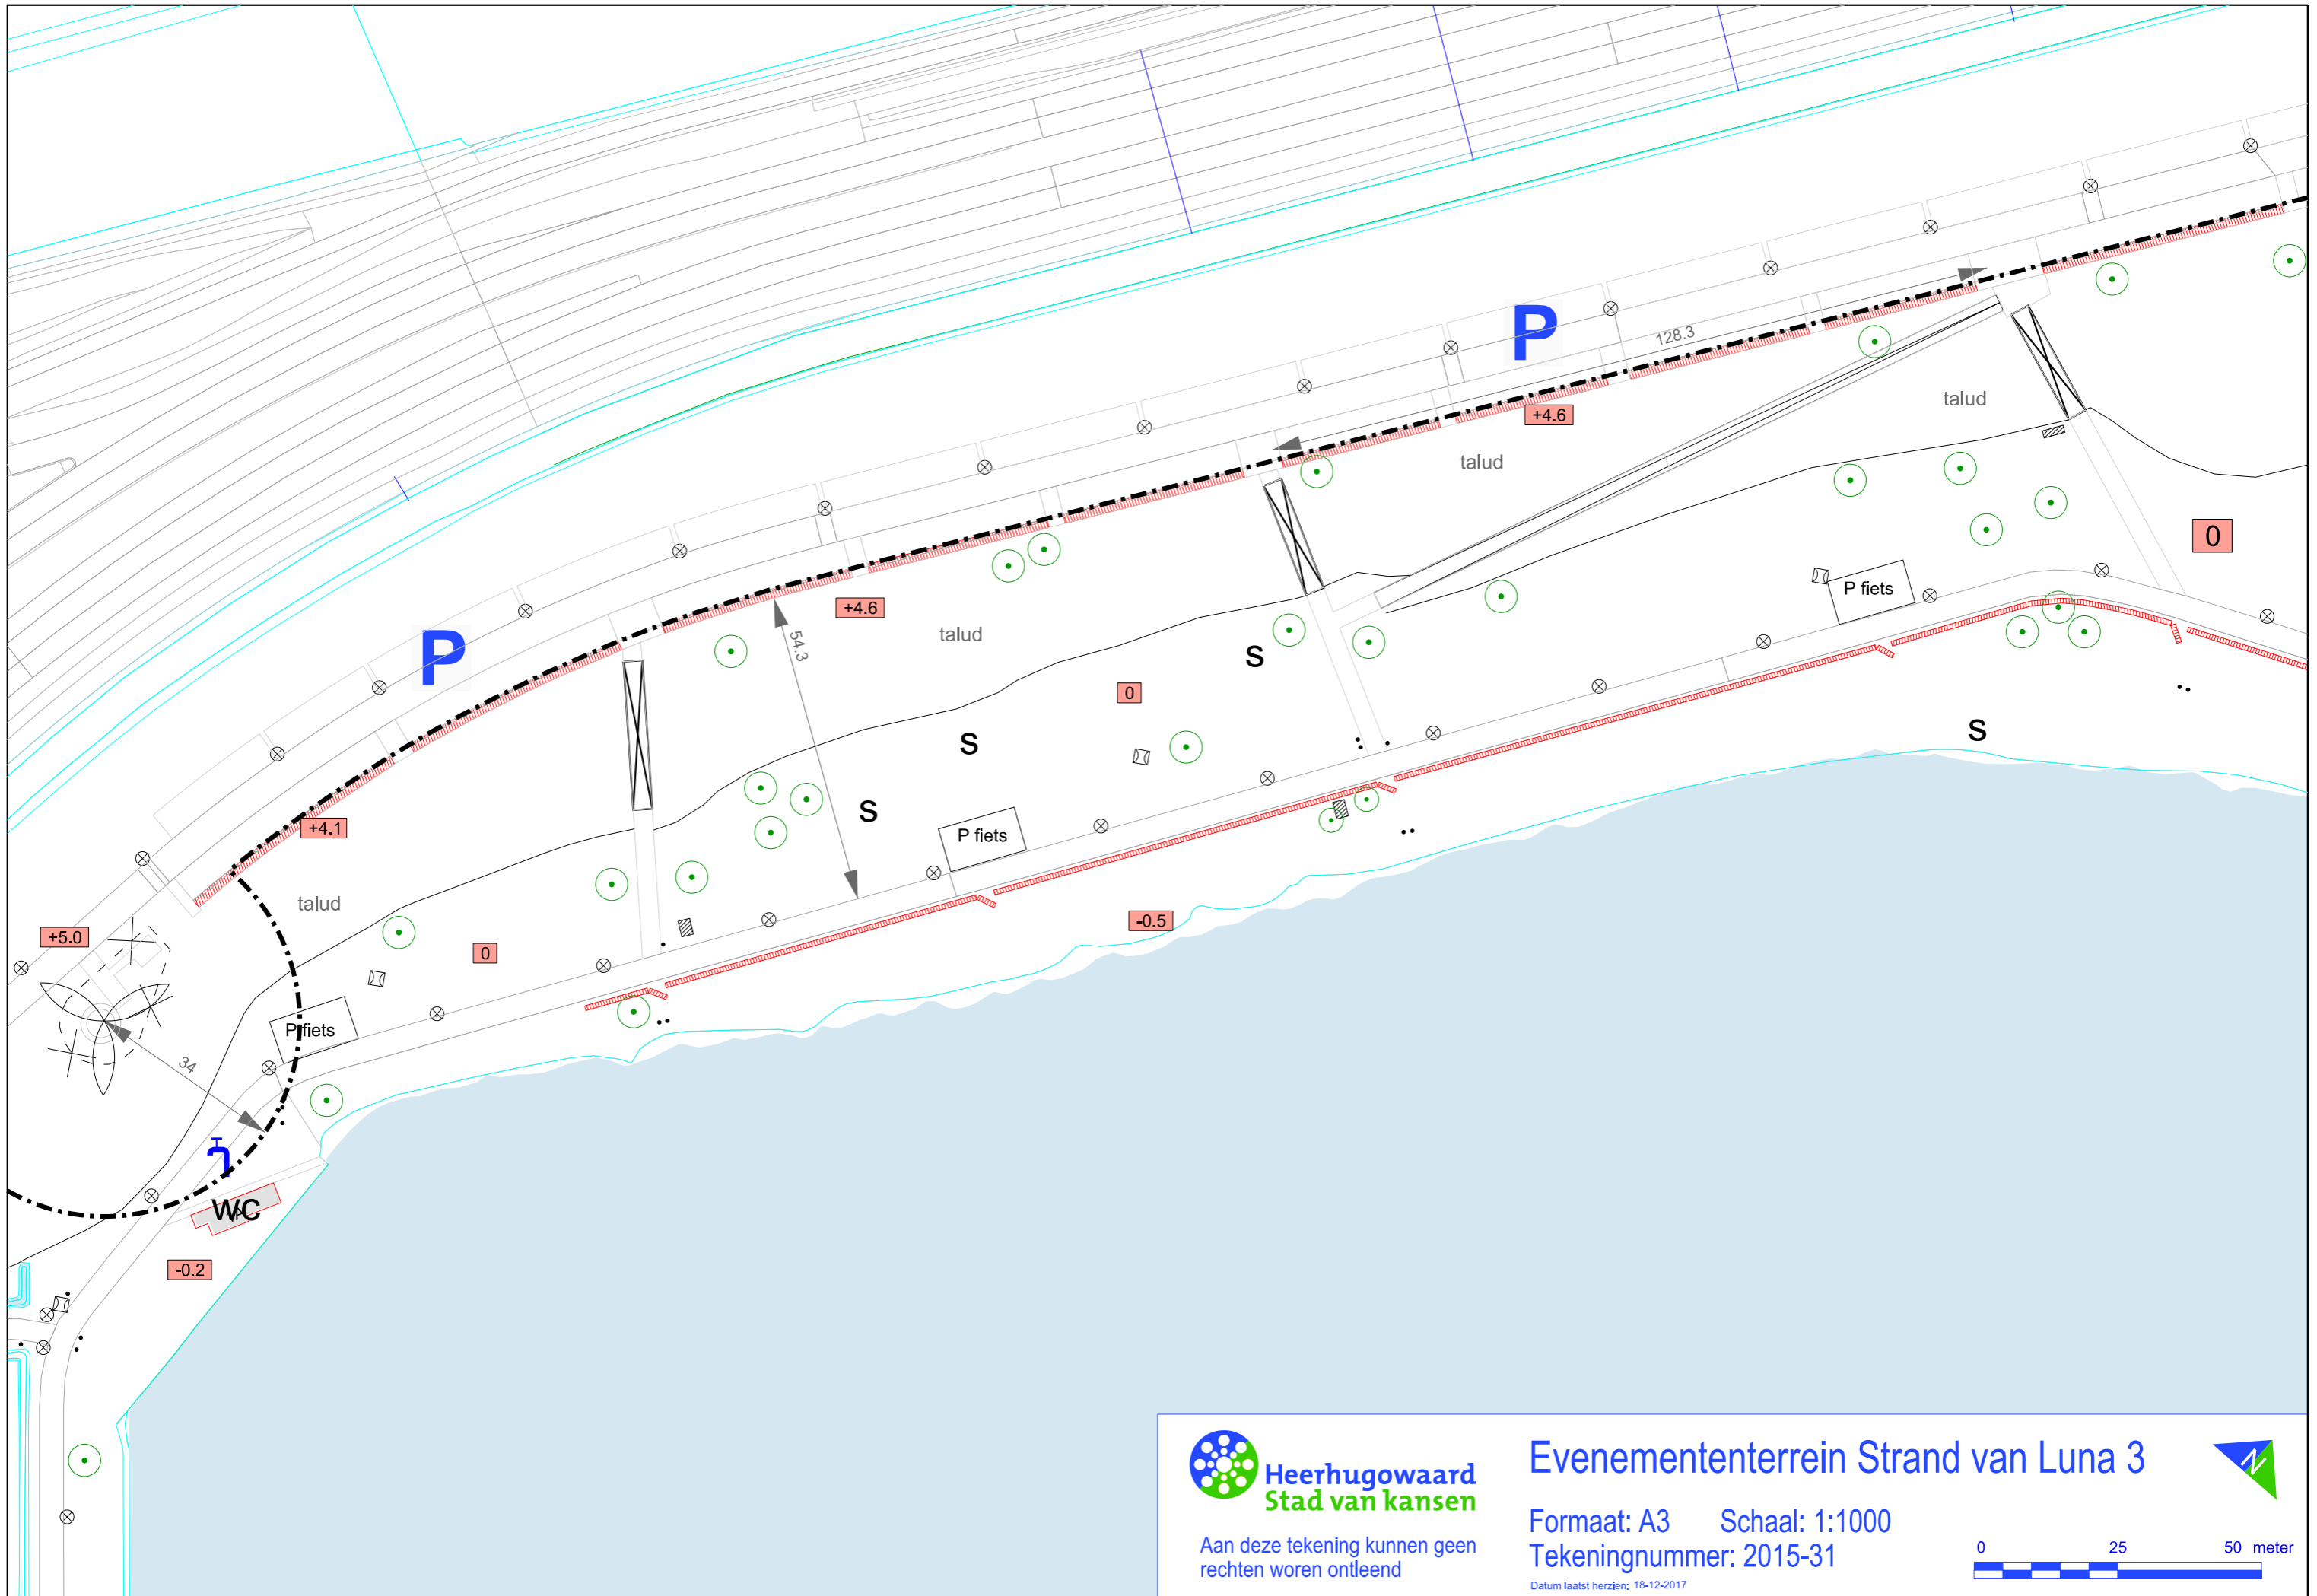 P
128.3
+4.6
talud
talud
0
P fiets
+4.6
talud
54.3
S
P
0
S
S
S
P fiets
+4.1
talud
-0.5
+5.0
0
P fiets
34
WC
-0.2
Heerhugowaard
Stad van kansen
Aan deze tekening kunnen geen
rechten woren ontleend
Evenemententerrein Strand van Luna 3
Formaat: A3 Schaal: 1:1000
Tekeningnummer: 2015-31
Datum laatst herzien: 18-12-2017
N
0 25 50 meter